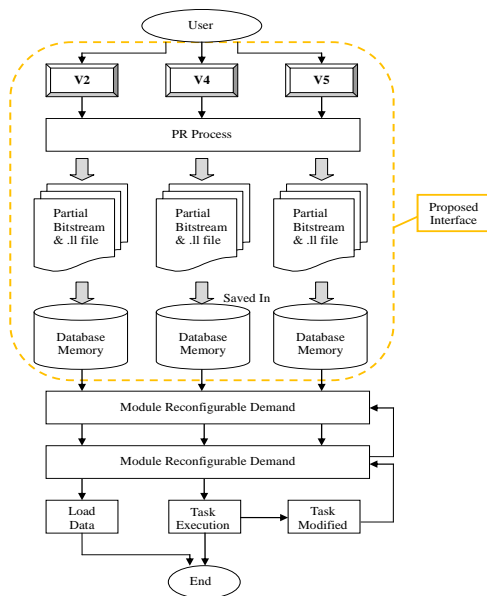 User
V2
V4
V5
PR Process
Partial
Bitstream
& .ll file
Partial
Bitstream
& .ll file
Partial
Bitstream
& .ll file
Proposed
Interface
Saved In
Database
Memory
Database
Memory
Database
Memory
Module Reconfigurable Demand
Module Reconfigurable Demand
Load
Data
Task
Execution
Task
Modified
End